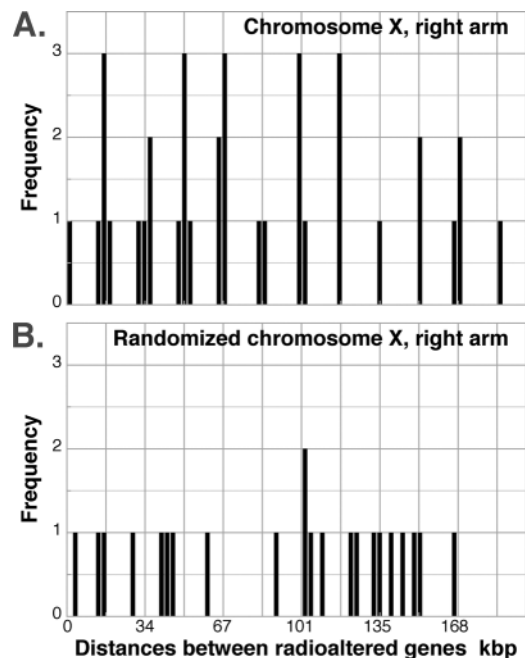 A.
Chromosome X, right arm
3
2
1
0
Frequency
B.
Randomized chromosome X, right arm
3
2
1
0
Frequency
0 34 67 101 135 168
Distances between radioaltered genes kbp